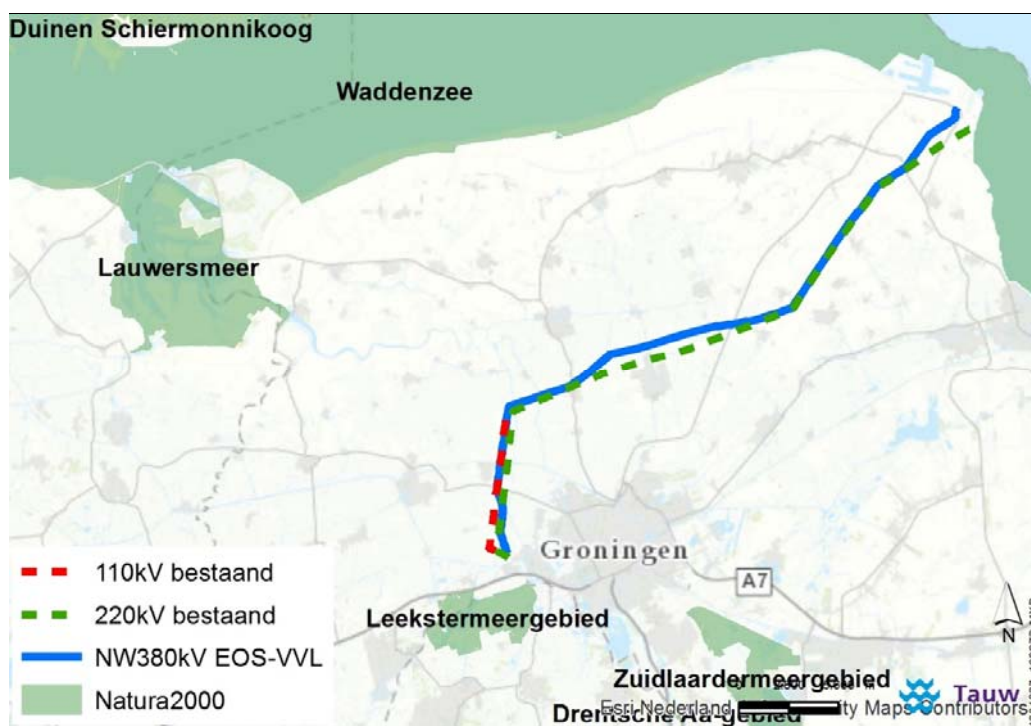 Duinen Schiermonnikoog
Waddenzee
Lauwersmeer
Groningen
A7
110kV bestaand
220kV bestaand
NW380kV EOS-VVL
Natura2000
Leekstermeergebied
N
Zuidlaardermeergebied
Tauw
Esri Nederland
ity Maps Contributors
Drentsche Aa-gebied